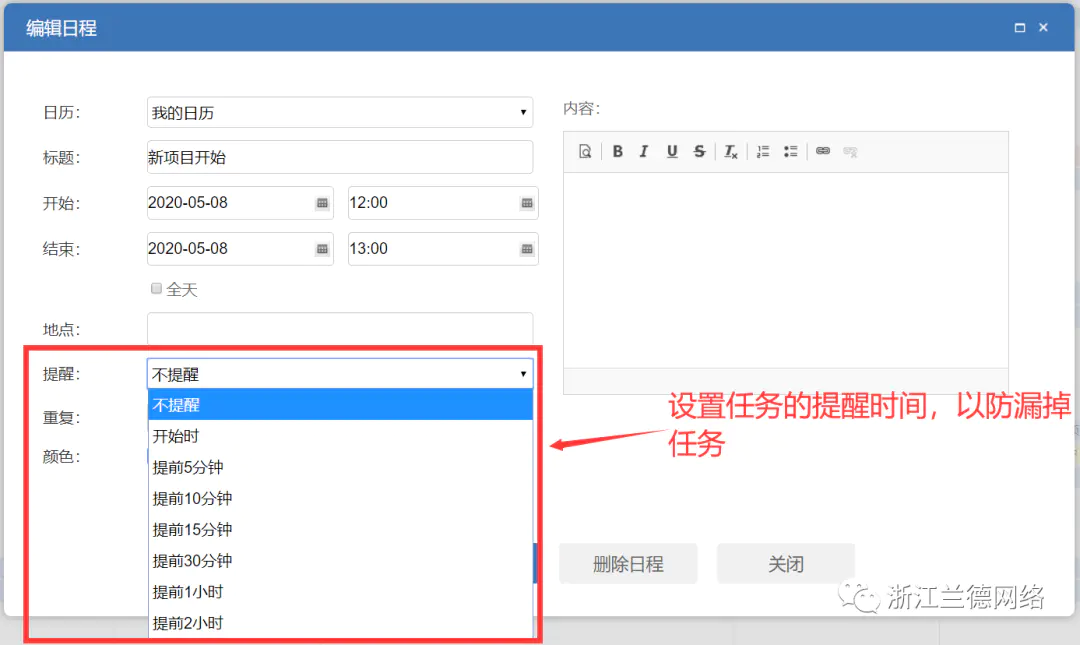 编辑日程
日历：
我的日历
标题：
新项目开始
开始：
2020-05-08
12:00
结束：
2020-05-08
13:00
全天
地点：
提醒：
不提醒
不提醒
开始时
提前5分钟
提前10分钟
提前15分钟
提前30分钟
提前1小时
提前2小时
重复：
颜色：
内容：
B I U S Tx
设置任务的提醒时间，以防漏掉
任务
删除日程
关闭
浙江兰德网络